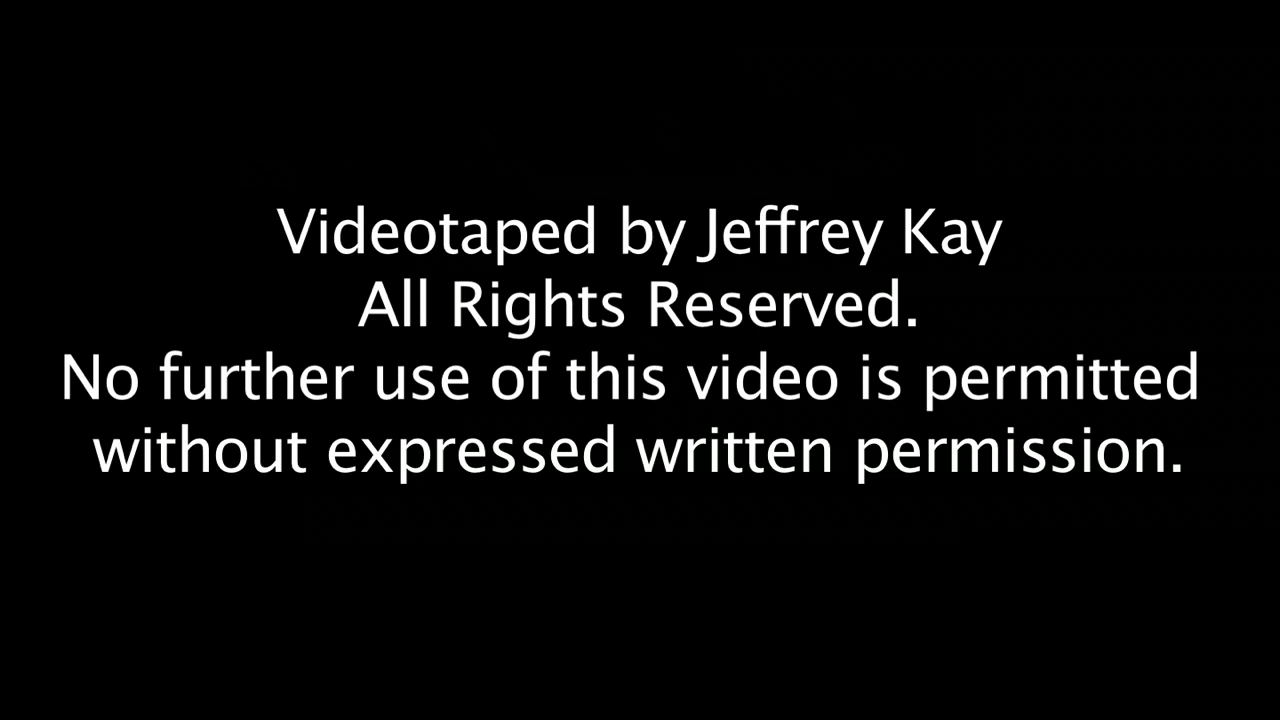 Videotaped by Jeffrey Kay
All Rights Reserved.
No further use of this video is permitted
without expressed written permission.